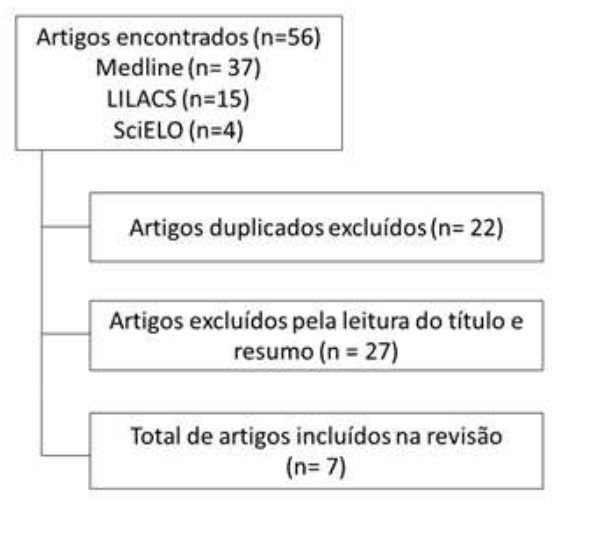 Artigos encontrados (n=56)
Medline (n= 37)
LILACS (n=15)
SciELO (n=4)
Artigos duplicados excluídos (n= 22)
Artigos excluídos pela leitura do título e
resumo (n = 27)
Total de artigos incluídos na revisão
(n= 7)